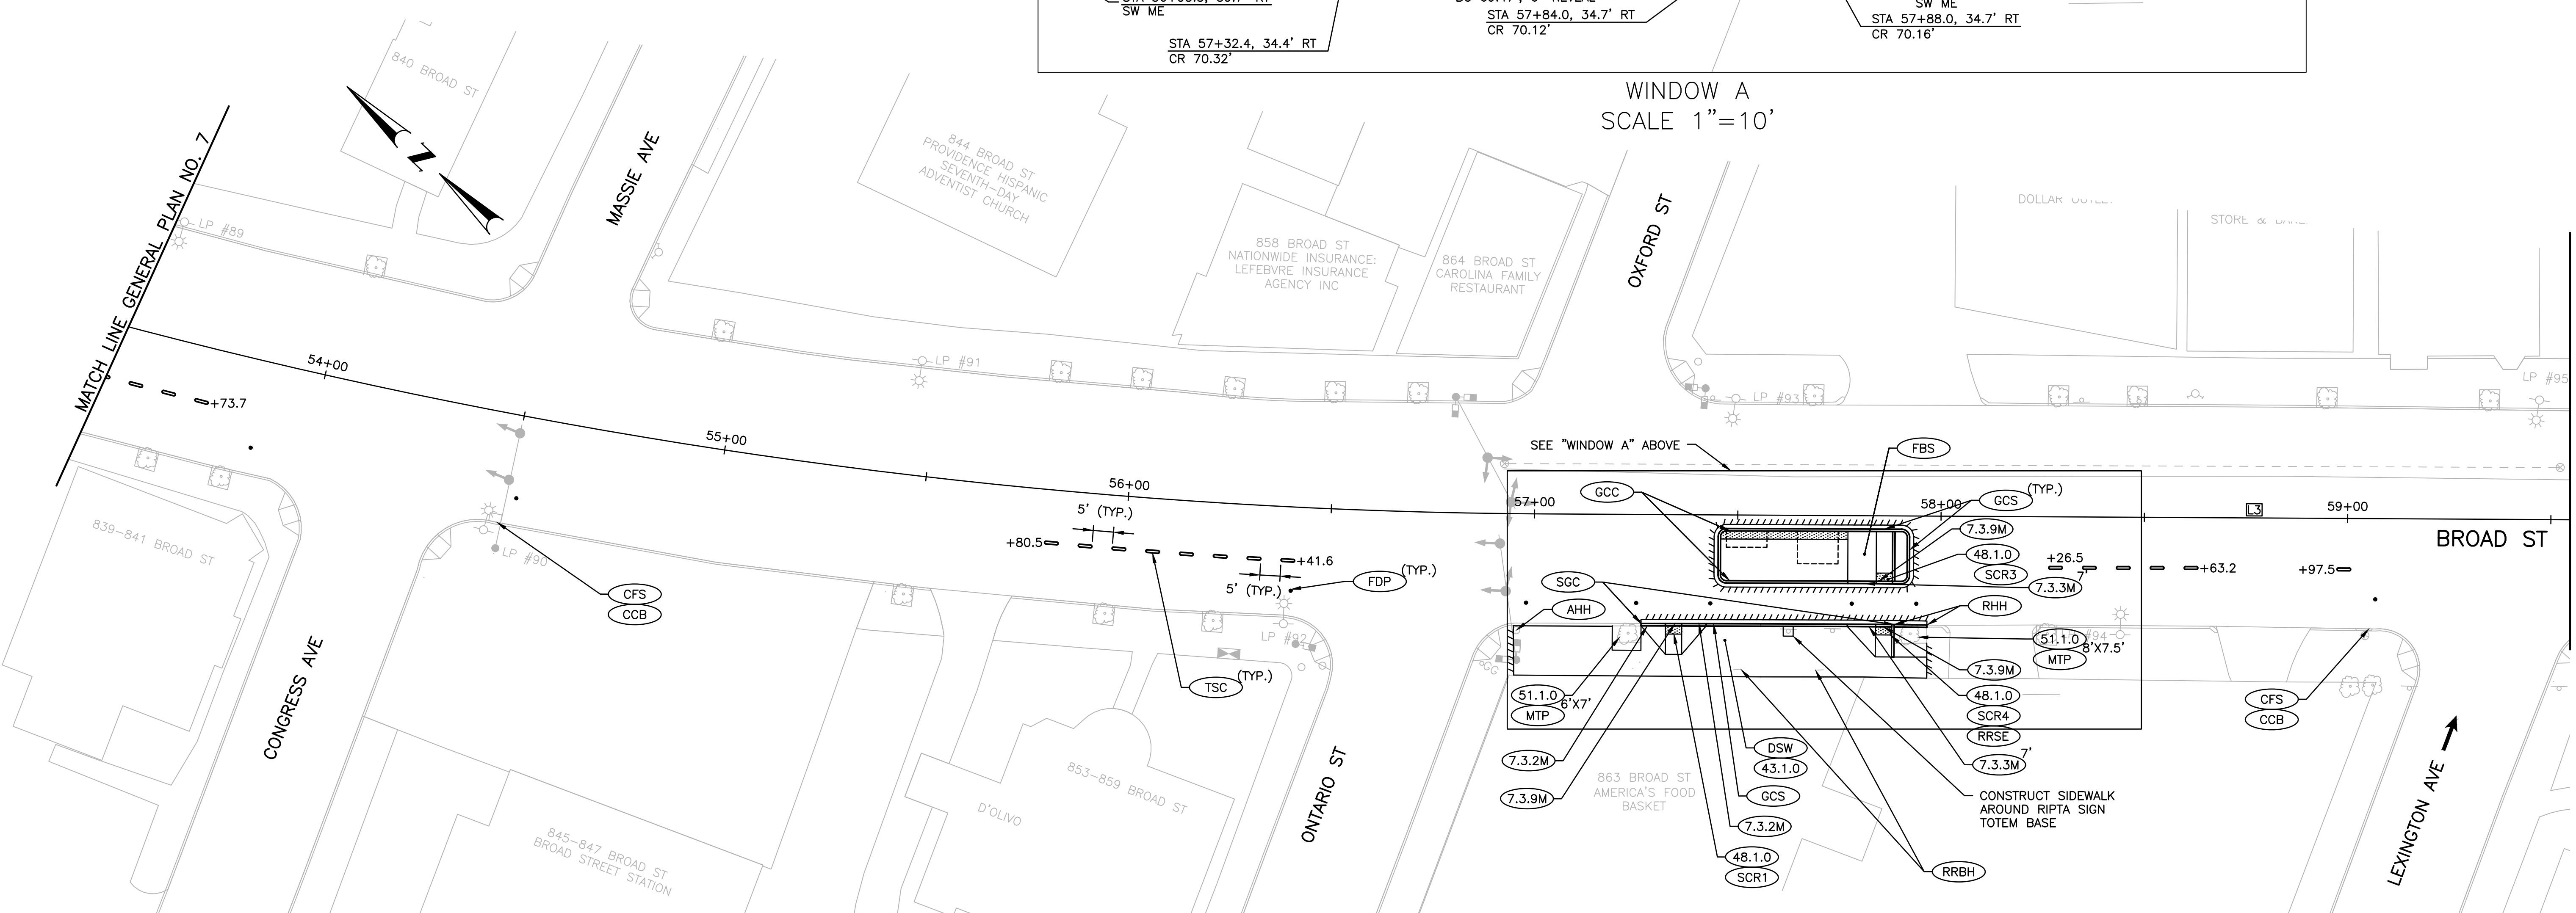 SW ME
STA 57+32.4, 34.4' RT
CR 70.32'
STA 57+84.0, 34.7' RT
CR 70.12'
SW ME
STA 57+88.0, 34.7' RT
CR 70.16'
WINDOW A
SCALE 1"=10'
MATCH LINE GENERAL PLAN NO. 7
840 BROAD ST
N
MASSIE AVE
844 BROAD ST
PROVIDENCE HISPANIC
SEVENTH-DAY
ADVENTIST CHURCH
858 BROAD ST
NATIONWIDE INSURANCE:
LEFEBVRE INSURANCE
AGENCY INC
864 BROAD ST
CAROLINA FAMILY
RESTAURANT
OXFORD ST
DOLLAR OUTLET
STORE &
LP #89
LP #91
LP #93
LP #95
54+00
55+00
56+00
57+00
58+00
59+00
L3
BROAD ST
+73.7
+80.5
5' (TYP.)
+41.6
5' (TYP.)
FDP (TYP.)
TSC (TYP.)
LP #90
LP #92
CFS
CCB
839-841 BROAD ST
CONGRESS AVE
845-847 BROAD ST
BROAD STREET STATION
D'OLIVO
853-859 BROAD ST
ONTARIO ST
SEE "WINDOW A" ABOVE
FBS
GCC
GCS (TYP.)
7.3.9M
48.1.0
SCR3
7.3.3M 7'
+26.5
+63.2
+97.5
SGC
AHH
RHH
51.1.0
MTP 8'X7.5'
#94
GG
51.1.0
MTP 6'X7'
7.3.9M
48.1.0
SCR4
RRSE
7.3.3M 7'
7.3.2M
7.3.9M
DSW
43.1.0
GCS
7.3.2M
48.1.0
SCR1
RRBH
863 BROAD ST
AMERICA'S FOOD
BASKET
CONSTRUCT SIDEWALK
AROUND RIPTA SIGN
TOTEM BASE
CFS
CCB
LEXINGTON AVE